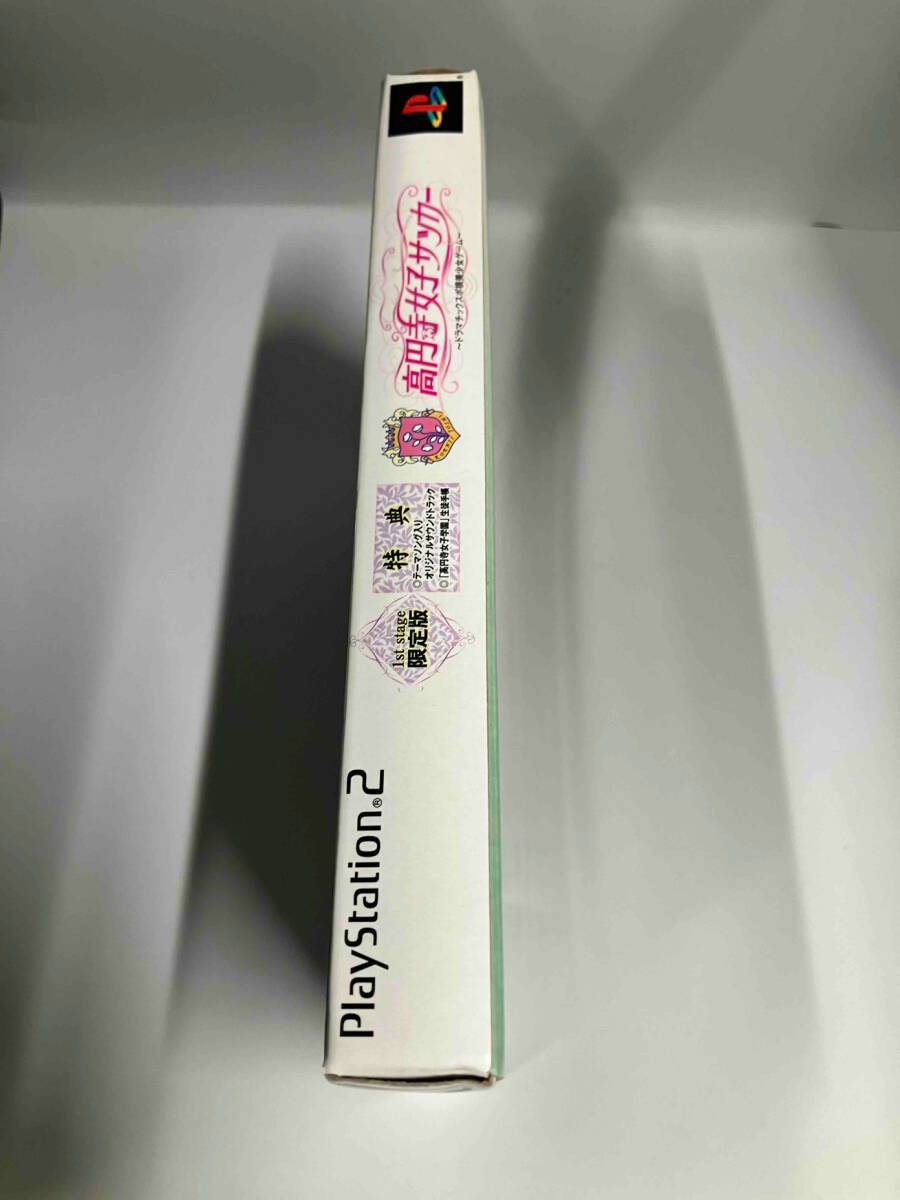 PlayStation®2
1st stage
限定版
特典
◎テーマソング入り
オリジナルサウンドトラック
◎「高円寺女子学園」生徒手帳
高円寺女子サッカー
～ドラマチックスポ根美少女ゲーム～